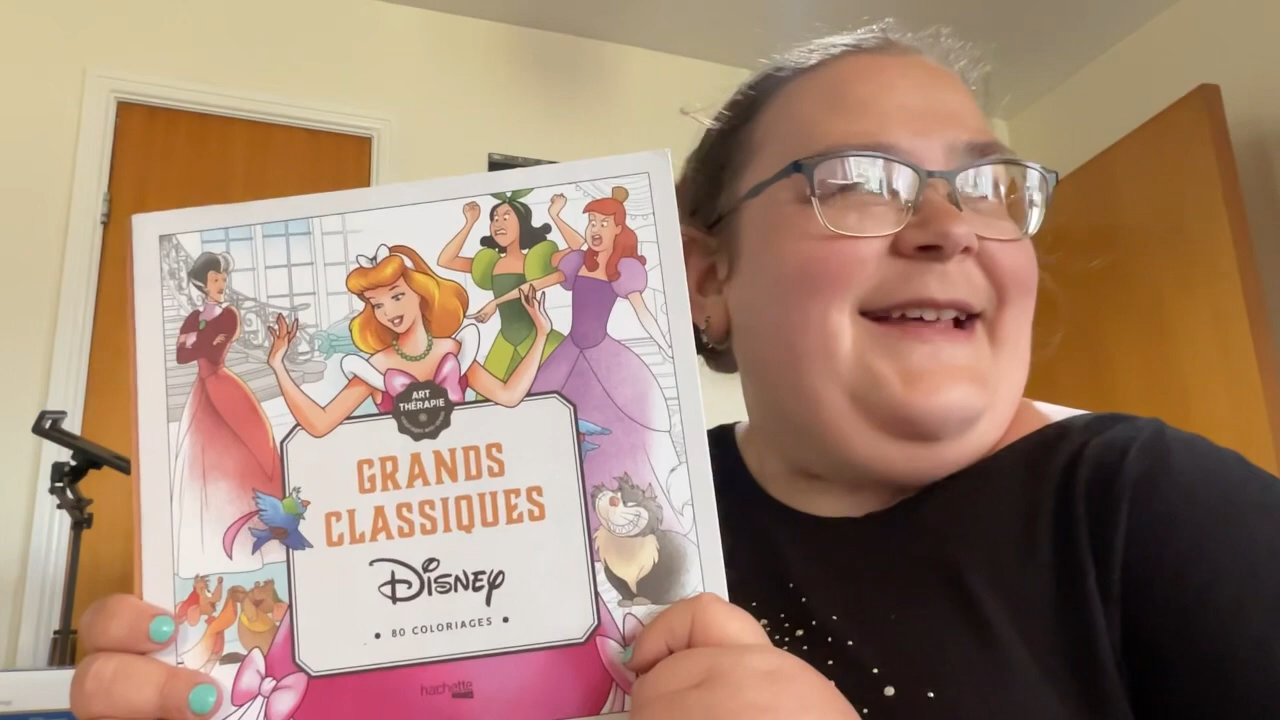 ART
THÉRAPIE
GRANDS
CLASSIQUES
Disney
• 80 COLORIAGES •
hachette